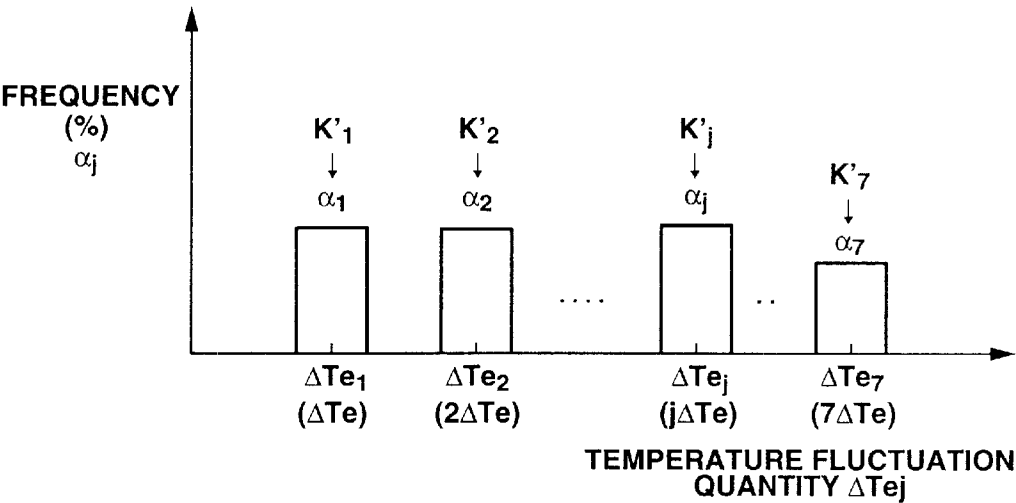 FREQUENCY
(%)
αj
K'1
K'2
K'j
K'7
α1
α2
αj
α7
....
..
ΔTe1
ΔTe2
ΔTej
ΔTe7
(ΔTe)
(2ΔTe)
(jΔTe)
(7ΔTe)
TEMPERATURE FLUCTUATION
QUANTITY ΔTej